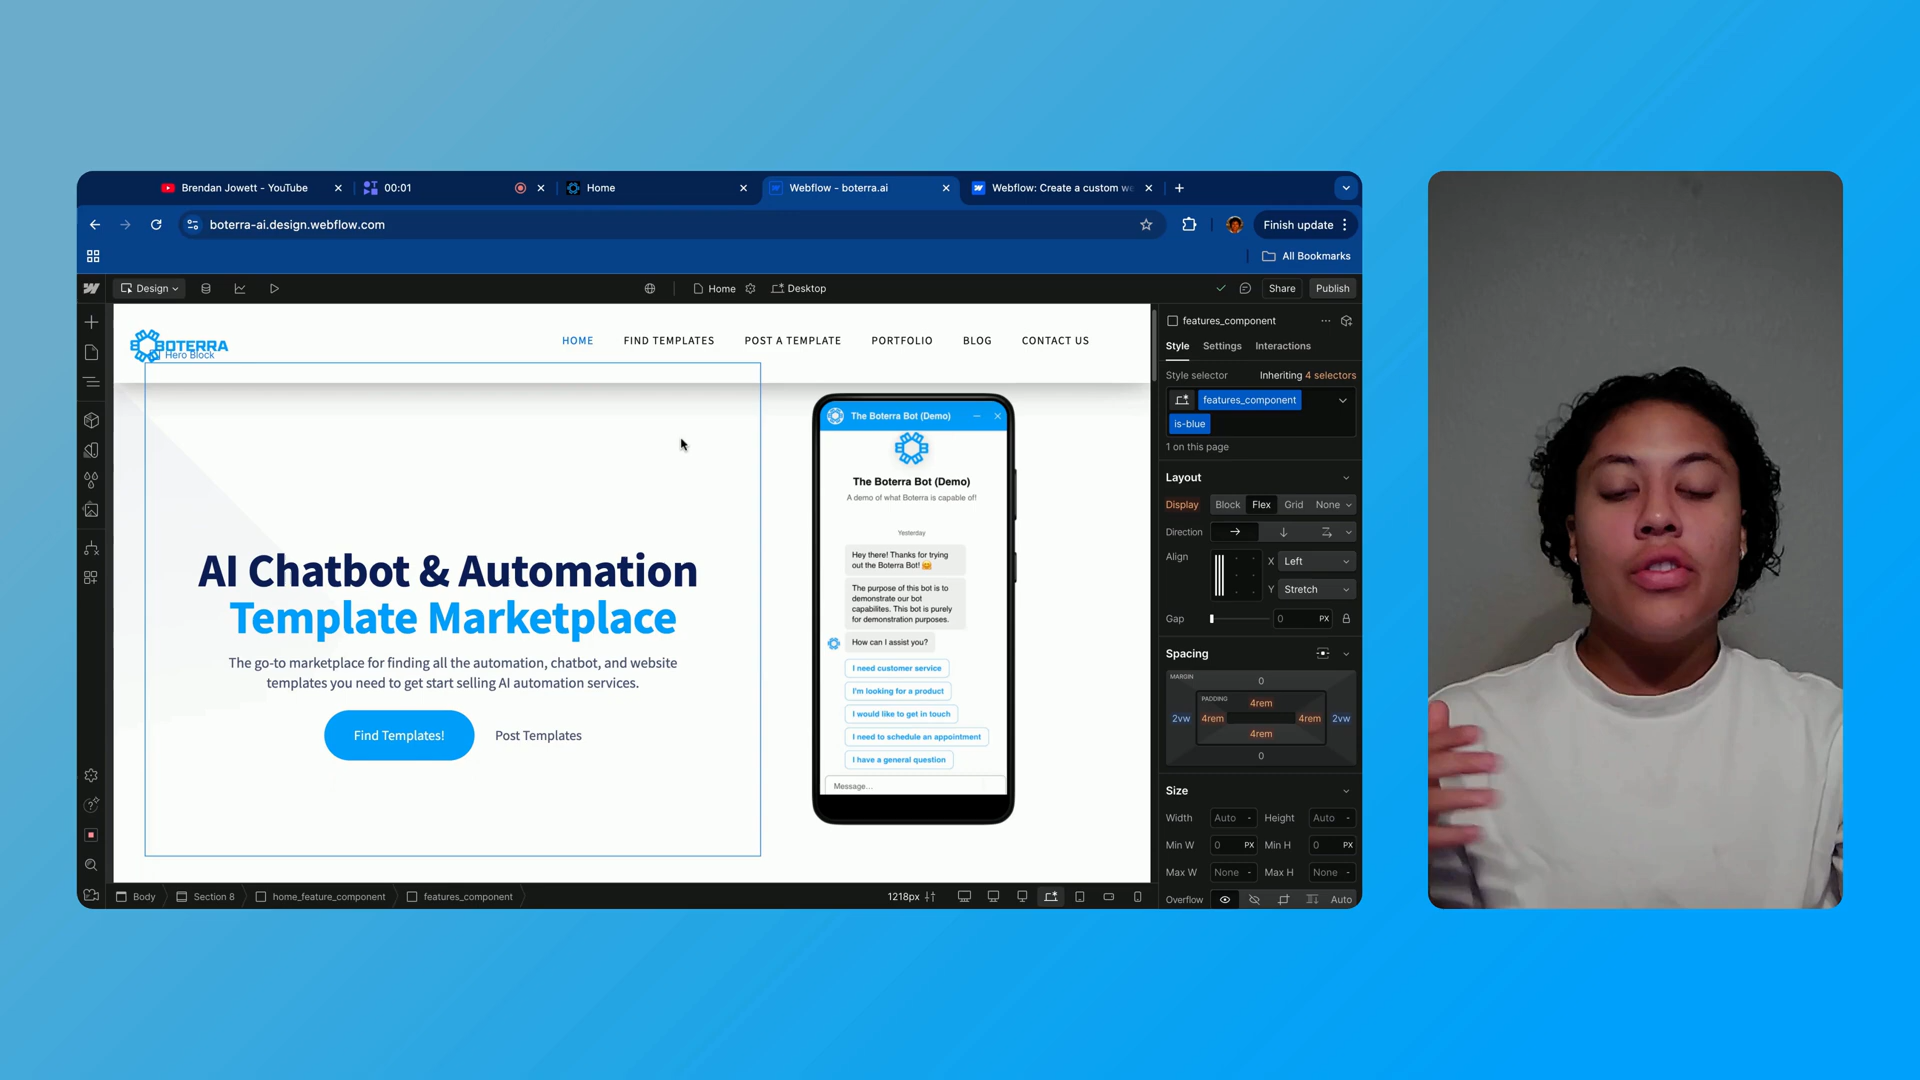 Brendan Jowett - YouTube
00:01
Home
Webflow - boterra.ai
Webflow: Create a custom we
boterra-ai.design.webflow.com
Finish update
All Bookmarks
Design
Home
Desktop
Share
Publish
BOTERRA
Hero Block
HOME
FIND TEMPLATES
POST A TEMPLATE
PORTFOLIO
BLOG
CONTACT US
AI Chatbot & Automation
Template Marketplace
The go-to marketplace for finding all the automation, chatbot, and website
templates you need to get start selling AI automation services.
Find Templates!
Post Templates
The Boterra Bot (Demo)
The Boterra Bot (Demo)
A demo of what Boterra is capable of!
Yesterday
Hey there! Thanks for trying
out the Boterra Bot! 😊
The purpose of this bot is to
demonstrate our bot
capabilites. This bot is purely
for demonstration purposes.
How can I assist you?
I need customer service
I'm looking for a product
I would like to get in touch
I need to schedule an appointment
I have a general question
Message...
features_component
Style
Settings
Interactions
Style selector
Inheriting 4 selectors
features_component
is-blue
1 on this page
Layout
Display
Block
Flex
Grid
None
Direction
Align
X
Left
Y
Stretch
Gap
0
PX
Spacing
MARGIN
0
PADDING
4rem
2vw
4rem
4rem
2vw
4rem
0
Size
Width
Auto
-
Height
Auto
-
Min W
0
PX
Min H
0
PX
Max W
None
-
Max H
None
-
Overflow
Auto
Body
Section 8
home_feature_component
features_component
1218px